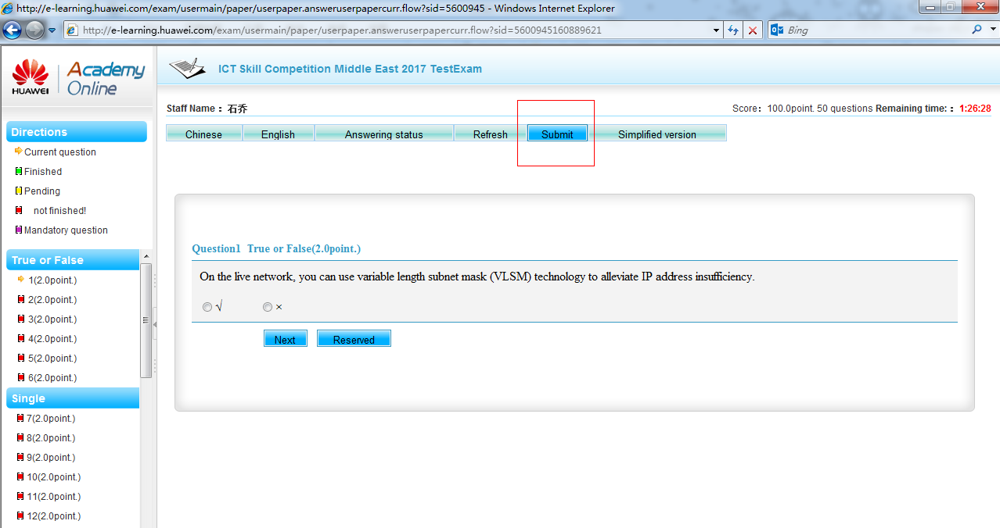 http://e-learning.huawei.com/exam/usermain/paper/userpaper.answeruserpapercurr.flow?sid=5600945 - Windows Internet Explorer
http://e-learning.huawei.com/exam/usermain/paper/userpaper.answeruserpapercurr.flow?sid=5600945160889621
Bing
HUAWEI
Academy
Online
ICT Skill Competition Middle East 2017 TestExam
Staff Name：石乔
Score：100.0point. 50 questions Remaining time:：1:26:28
Chinese English Answering status Refresh Submit Simplified version
Directions
Current question
Finished
Pending
not finished!
Mandatory question
True or False
1(2.0point.)
2(2.0point.)
3(2.0point.)
4(2.0point.)
5(2.0point.)
6(2.0point.)
Single
7(2.0point.)
8(2.0point.)
9(2.0point.)
10(2.0point.)
11(2.0point.)
12(2.0point.)
Question1 True or False(2.0point.)
On the live network, you can use variable length subnet mask (VLSM) technology to alleviate IP address insufficiency.
√ ×
Next Reserved